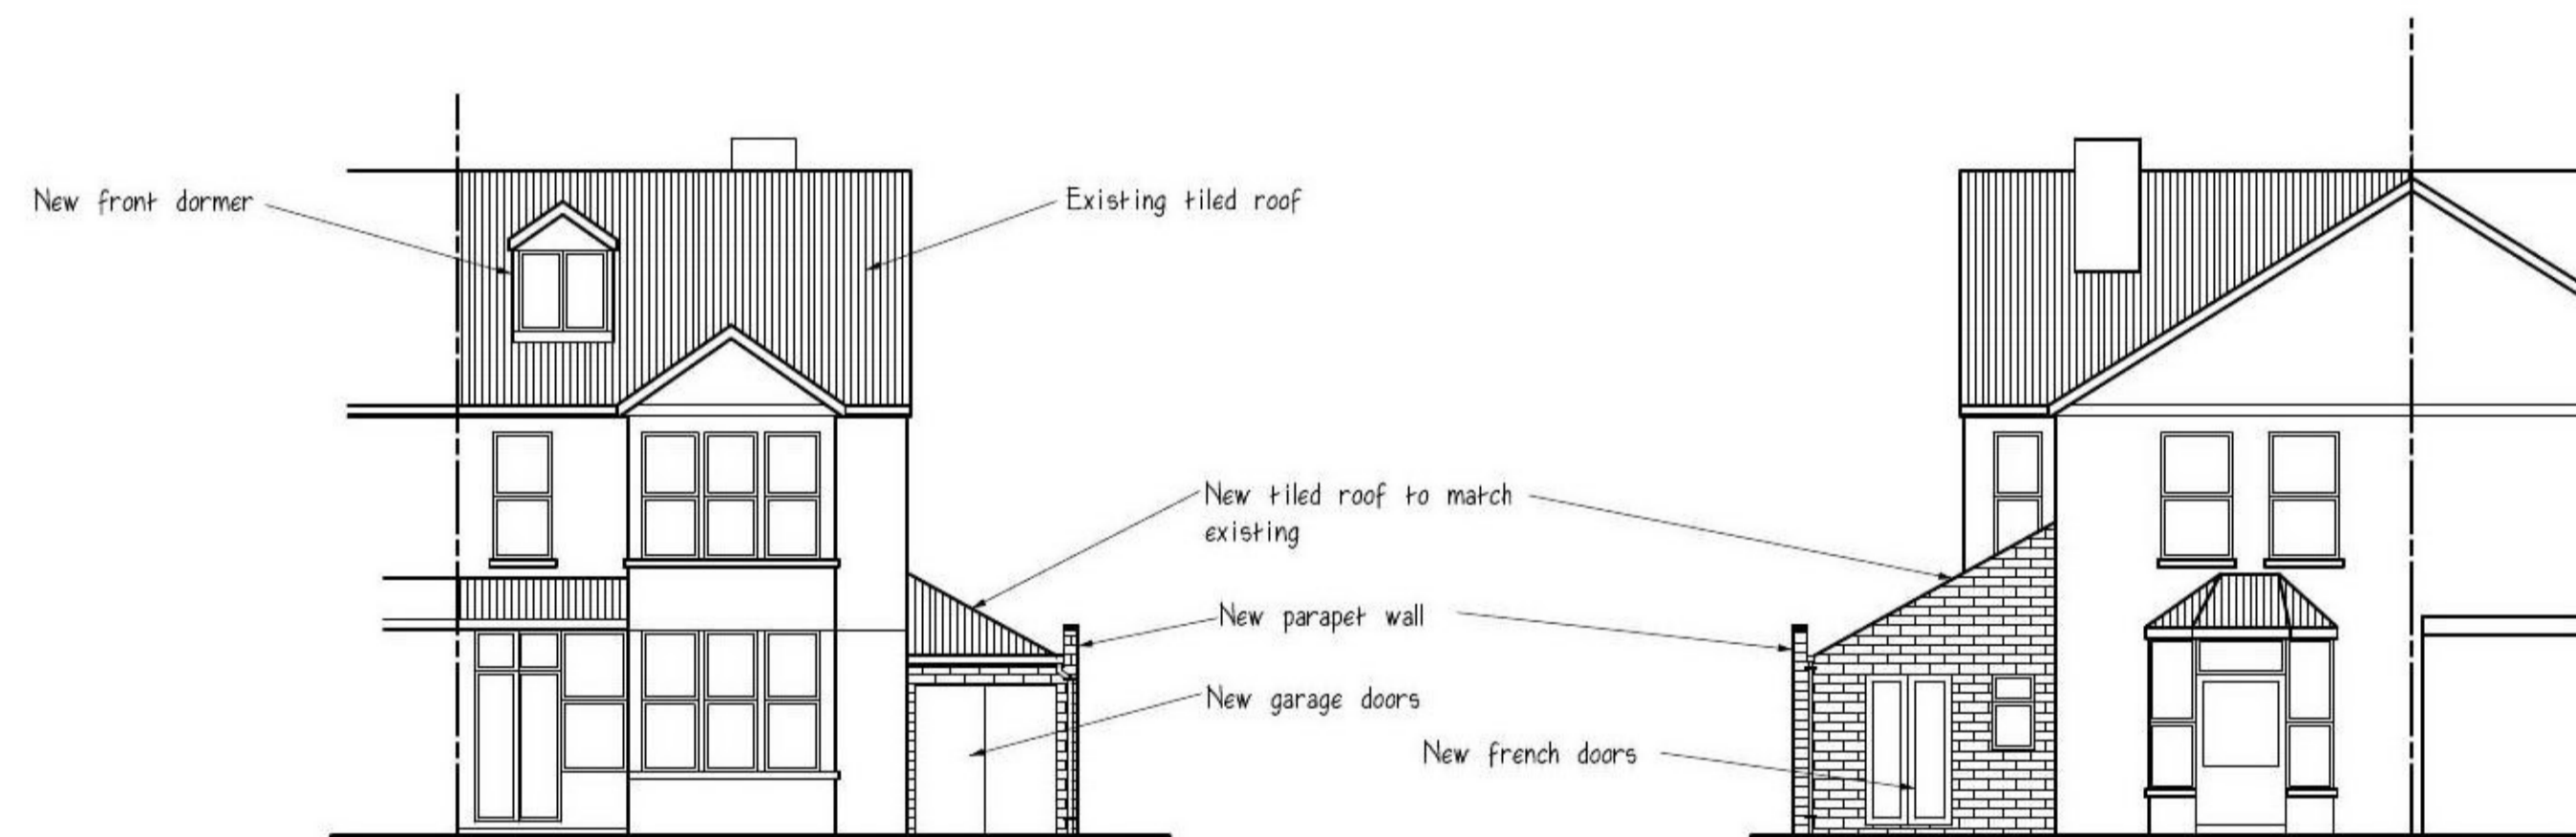 New front dormer
Existing tiled roof
New tiled roof to match
existing
New parapet wall
New garage doors
New french doors